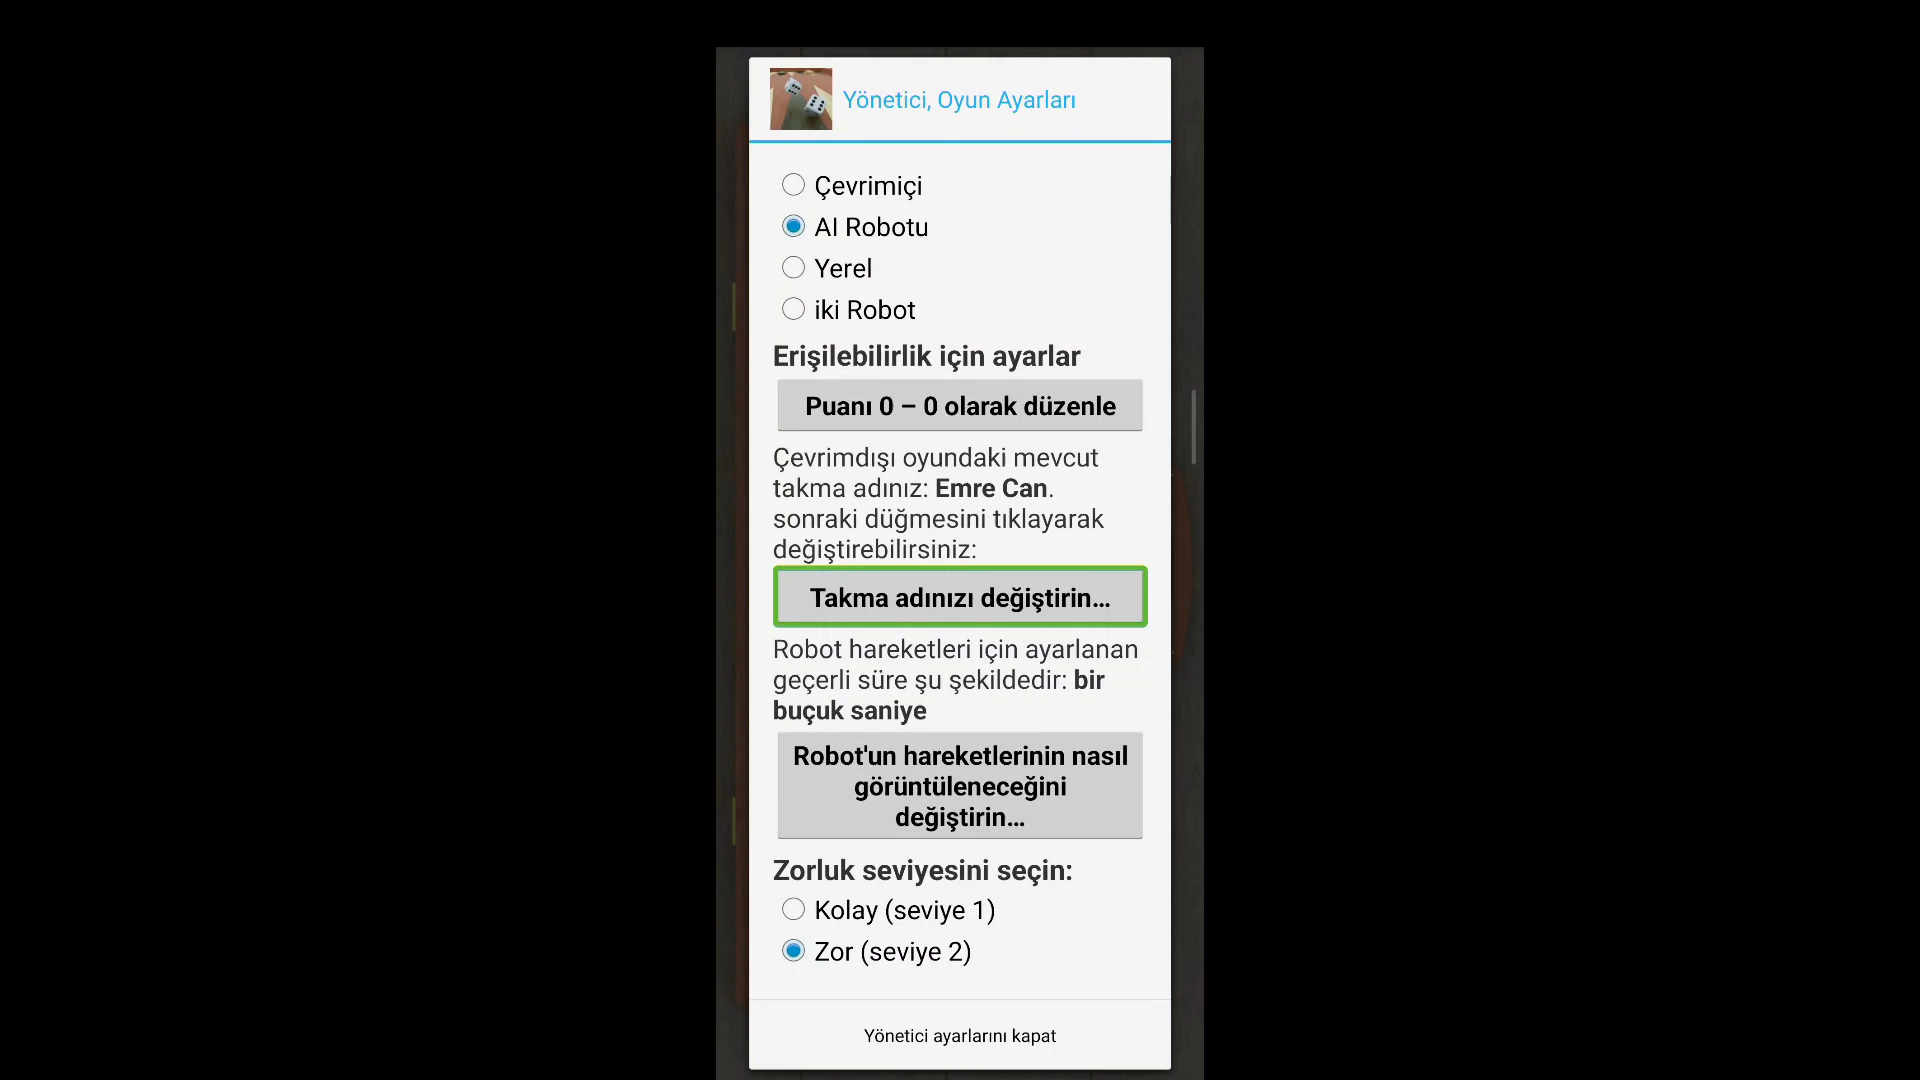 Yönetici, Oyun Ayarları
Çevrimiçi
AI Robotu
Yerel
iki Robot
Erişilebilirlik için ayarlar
Puanı 0 – 0 olarak düzenle
Çevrimdışı oyundaki mevcut
takma adınız: Emre Can.
sonraki düğmesini tıklayarak
değiştirebilirsiniz:
Takma adınızı değiştirin...
Robot hareketleri için ayarlanan
geçerli süre şu şekildedir: bir
buçuk saniye
Robot'un hareketlerinin nasıl
görüntüleneceğini
değiştirin...
Zorluk seviyesini seçin:
Kolay (seviye 1)
Zor (seviye 2)
Yönetici ayarlarını kapat